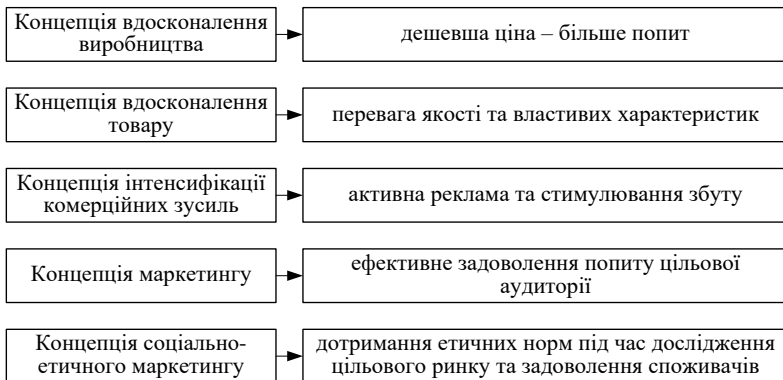 Концепція вдосконалення
виробництва
дешевша ціна – більше попит
Концепція вдосконалення
товару
перевага якості та властивих характеристик
Концепція інтенсифікації
комерційних зусиль
активна реклама та стимулювання збуту
Концепція маркетингу
ефективне задоволення попиту цільової
аудиторії
Концепція соціально-
етичного маркетингу
дотримання етичних норм під час дослідження
цільового ринку та задоволення споживачів